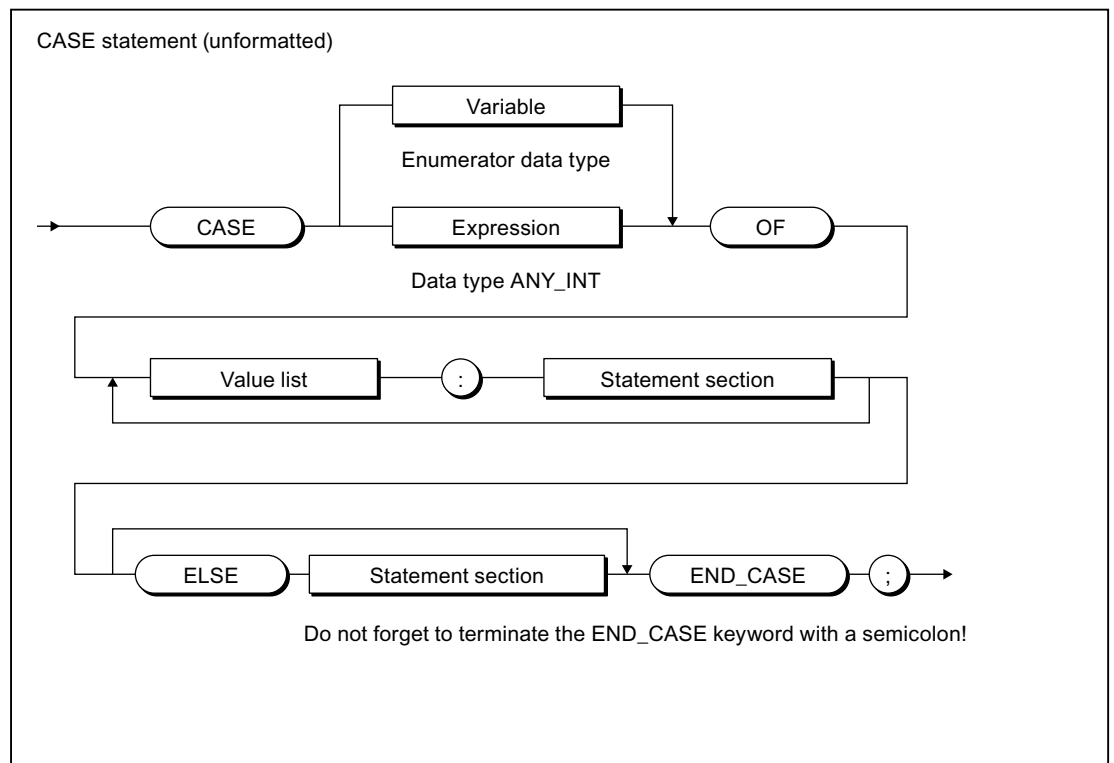 CASE statement (unformatted)
Variable
Enumerator data type
CASE
Expression
OF
Data type ANY_INT
Value list
:
Statement section
ELSE
Statement section
END_CASE
;
Do not forget to terminate the END_CASE keyword with a semicolon!